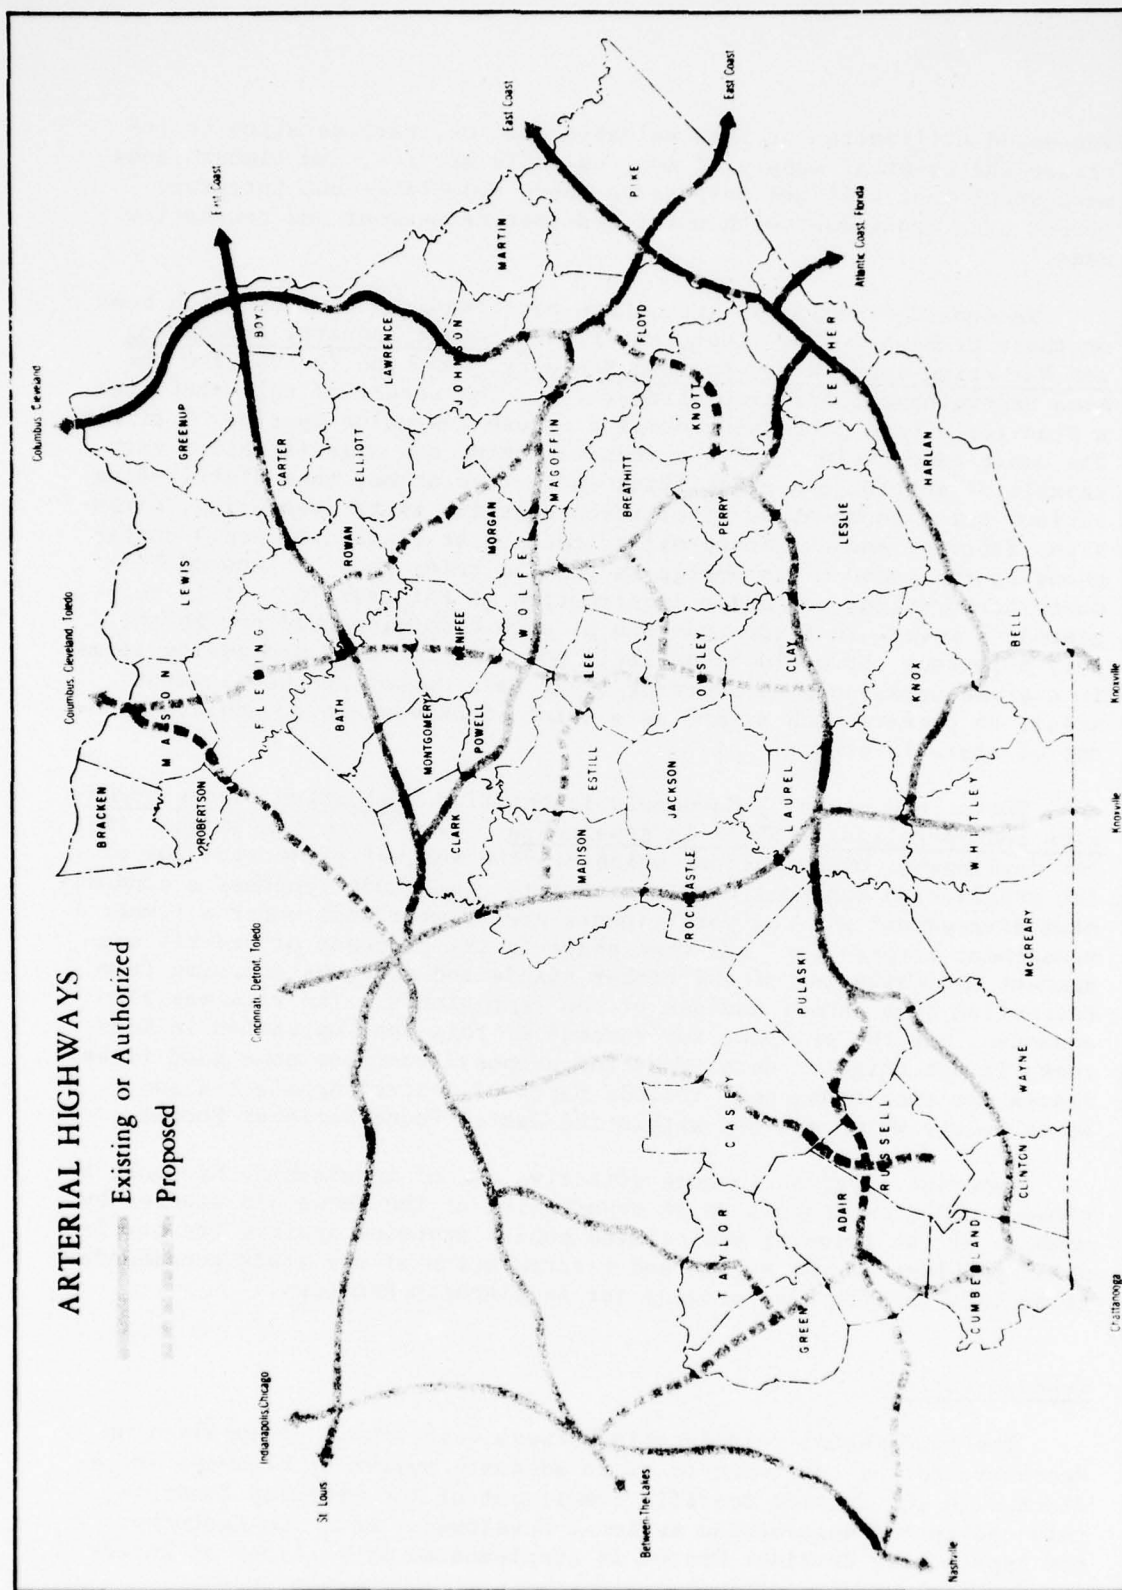 ARTERIAL HIGHWAYS
Existing or Authorized
Proposed
Columbus, Cleveland
Columbus, Cleveland, Toledo
Cincinnati, Detroit, Toledo
Indianapolis, Chicago
St. Louis
Between-The-Lakes
Nashville
Chattanooga
Knoxville
Knoxville
Atlantic Coast, Florida
East Coast
East Coast
East Coast
BRACKEN
MASON
ROBERTSON
LEWIS
GREENUP
FLEMING
CARTER
BOYD
ROWAN
ELLIOTT
LAWRENCE
BATH
MENIFEE
MORGAN
JOHNSON
MARTIN
MONTGOMERY
CLARK
POWELL
WOLFE
MAGOFFIN
FLOYD
PIKE
MADISON
ESTILL
LEE
BREATHITT
KNOTT
JACKSON
OWSLEY
PERRY
LETCHER
ROCKCASTLE
LAUREL
CLAY
LESLIE
HARLAN
PULASKI
KNOX
BELL
WHITLEY
McCREARY
WAYNE
CASEY
RUSSELL
CLINTON
TAYLOR
ADAIR
GREEN
CUMBERLAND